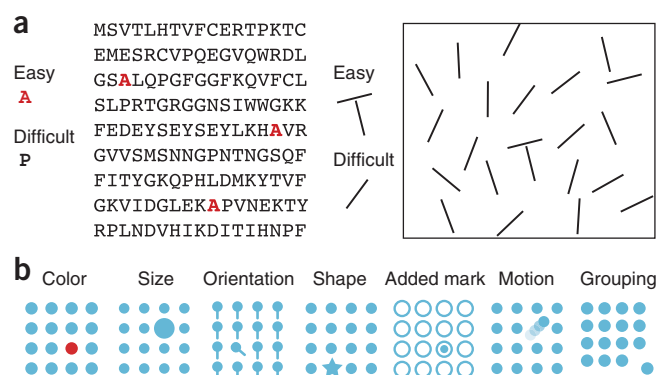 a
Easy
A
Difficult
P
MSVTLHTVFCERTPKTC
EMESRCVPQEGVQWRDL
GSALQPGFGGFKQVFCL
SLPRTGRGGNSIWWGKK
FEDEYSEYSEYLKHAVR
GVVSMSNNGPNTNGSQF
FITYGKQPHLDMKYTVF
GKVIDGLEKAPVNEKTY
RPLNDVHIKDITIHNPF
Easy
Difficult
b
Color Size Orientation Shape Added mark Motion Grouping